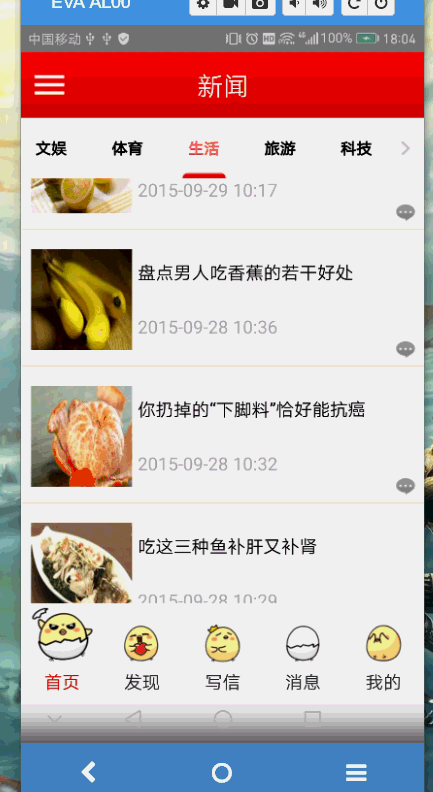 EVA AL00
中国移动 HD 4G 100% 18:04
新闻
文娱 体育 生活 旅游 科技
2015-09-29 10:17
盘点男人吃香蕉的若干好处
2015-09-28 10:36
你扔掉的“下脚料”恰好能抗癌
2015-09-28 10:32
吃这三种鱼补肝又补肾
2015-09-28 10:29
首页 发现 写信 消息 我的